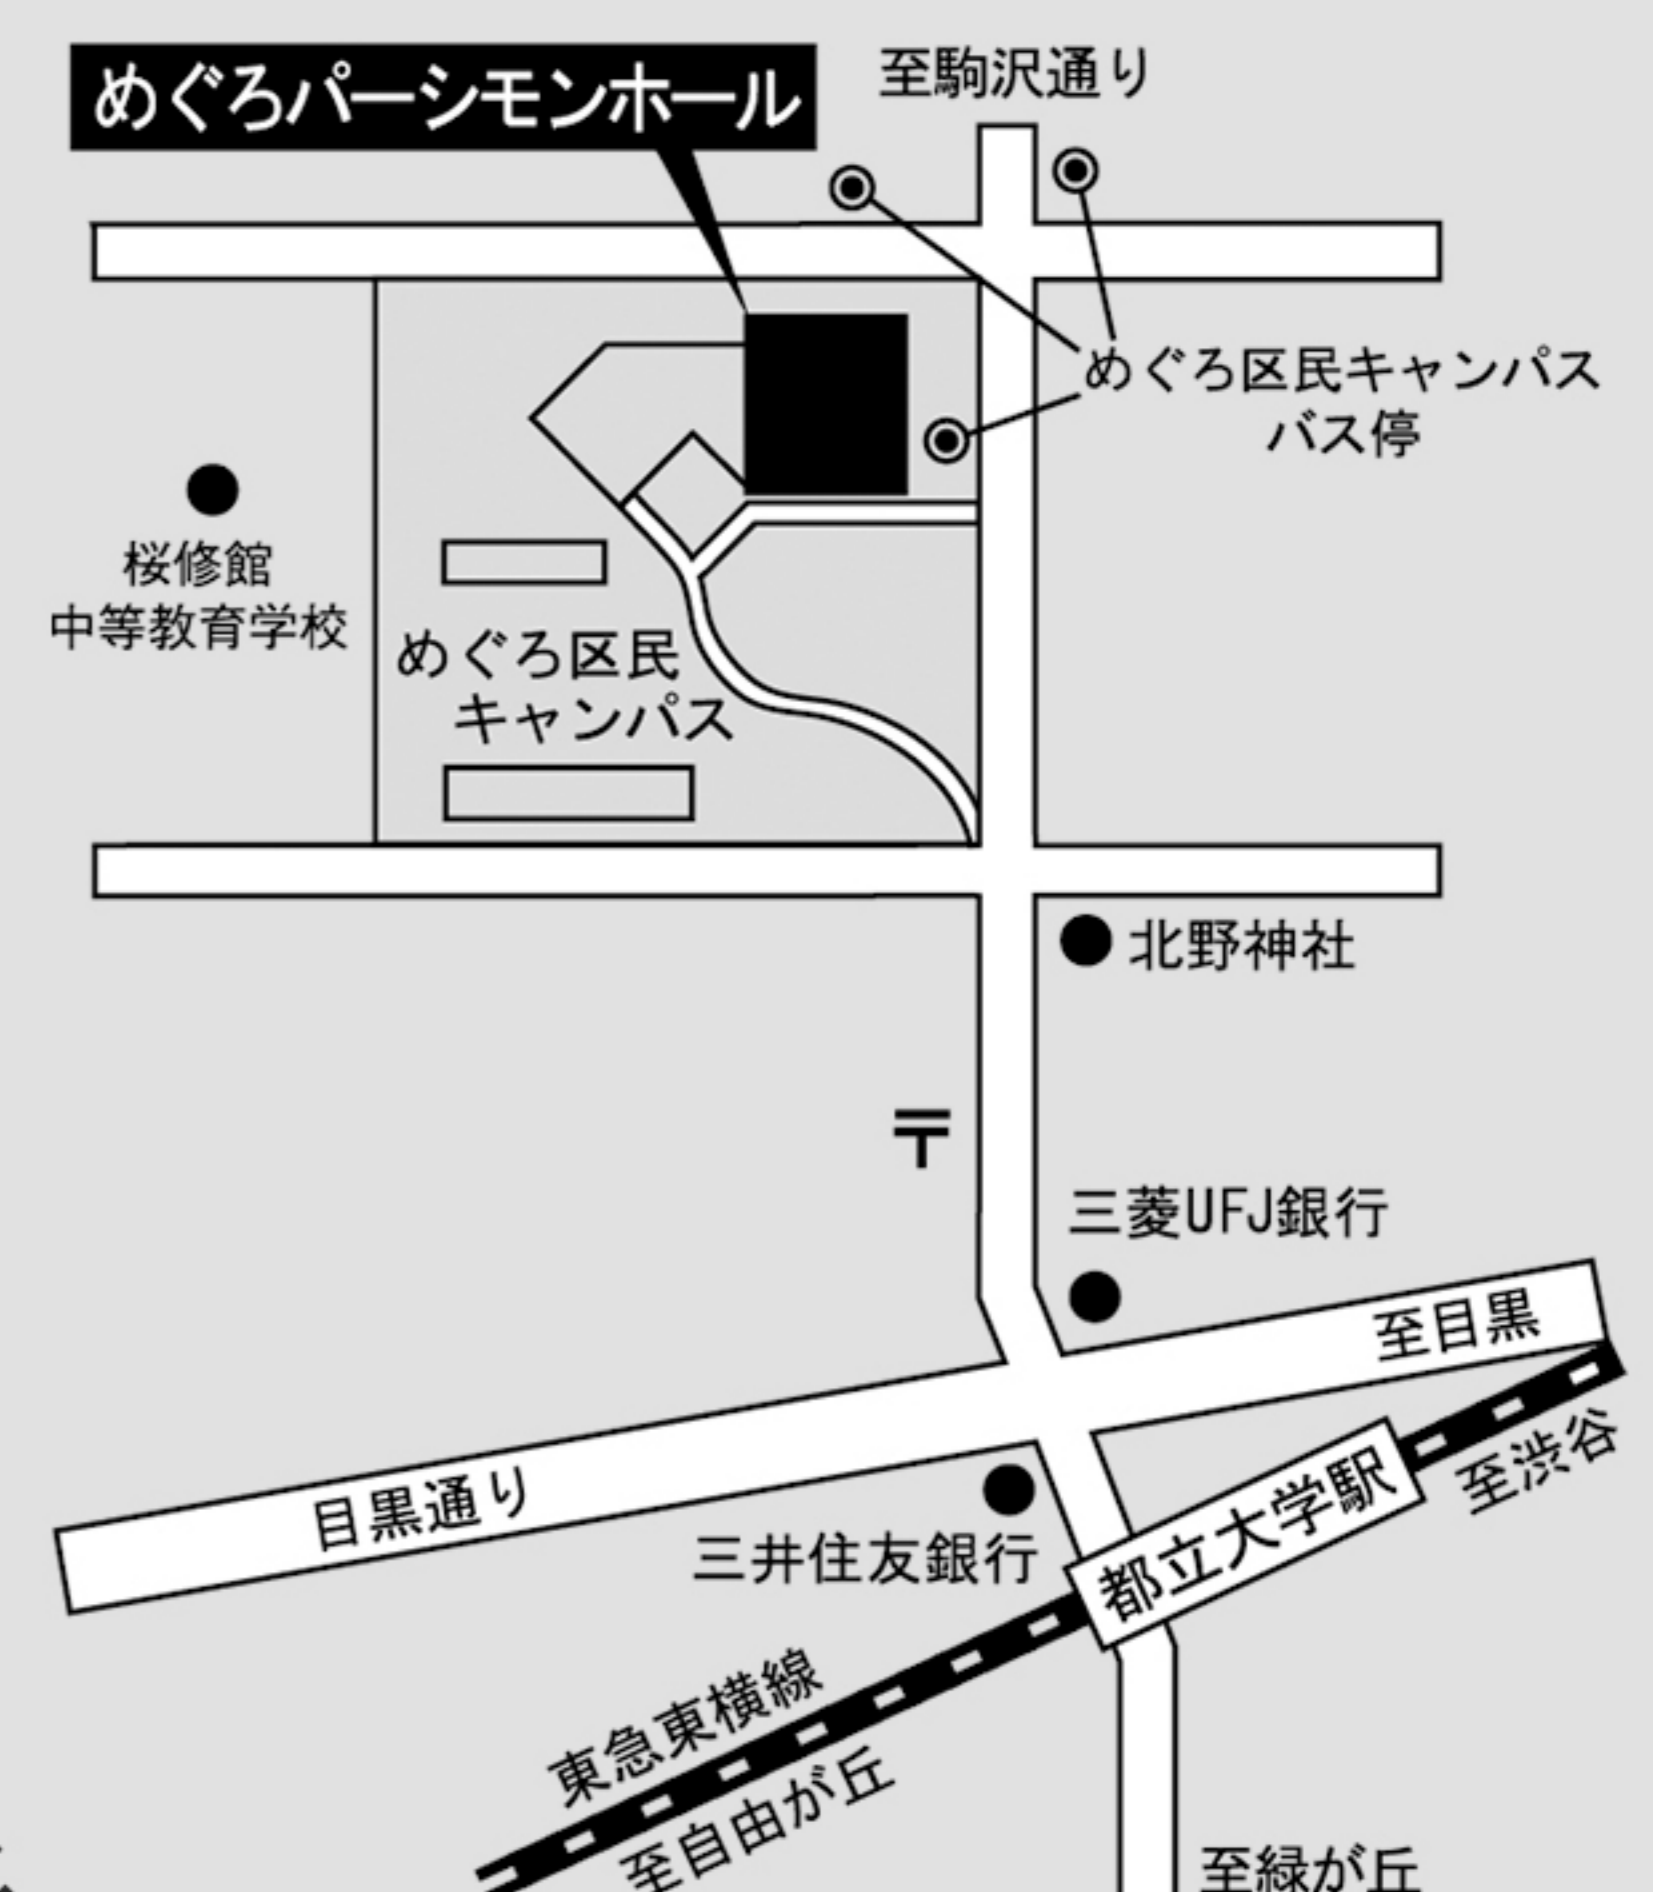 めぐろパーシモンホール
至駒沢通り
めぐろ区民キャンパス
バス停
桜修館
中等教育学校
めぐろ区民
キャンパス
北野神社
〒
三菱UFJ銀行
至目黒
目黒通り
至渋谷
都立大学駅
三井住友銀行
東急東横線
至自由が丘
至緑が丘